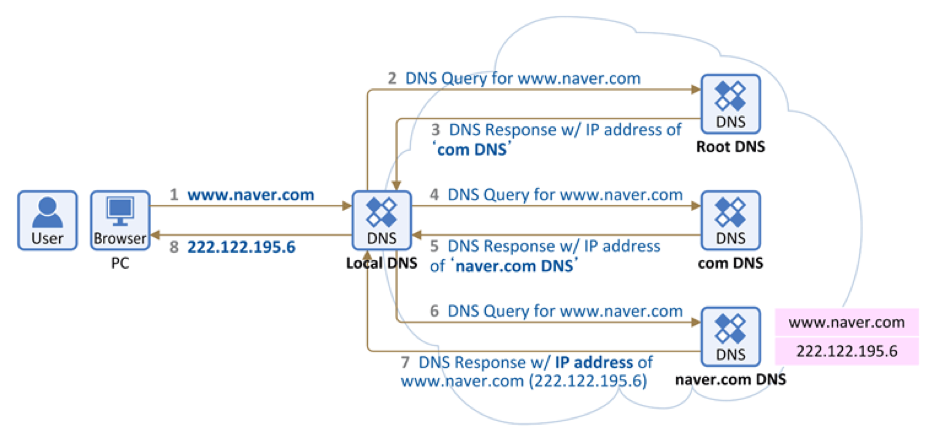 2 DNS Query for www.naver.com
DNS
Root DNS
3 DNS Response w/ IP address of
‘com DNS’
1 www.naver.com
User
Browser
PC
8 222.122.195.6
DNS
Local DNS
4 DNS Query for www.naver.com
DNS
com DNS
5 DNS Response w/ IP address
of ‘naver.com DNS’
6 DNS Query for www.naver.com
DNS
naver.com DNS
www.naver.com
222.122.195.6
7 DNS Response w/ IP address of
www.naver.com (222.122.195.6)